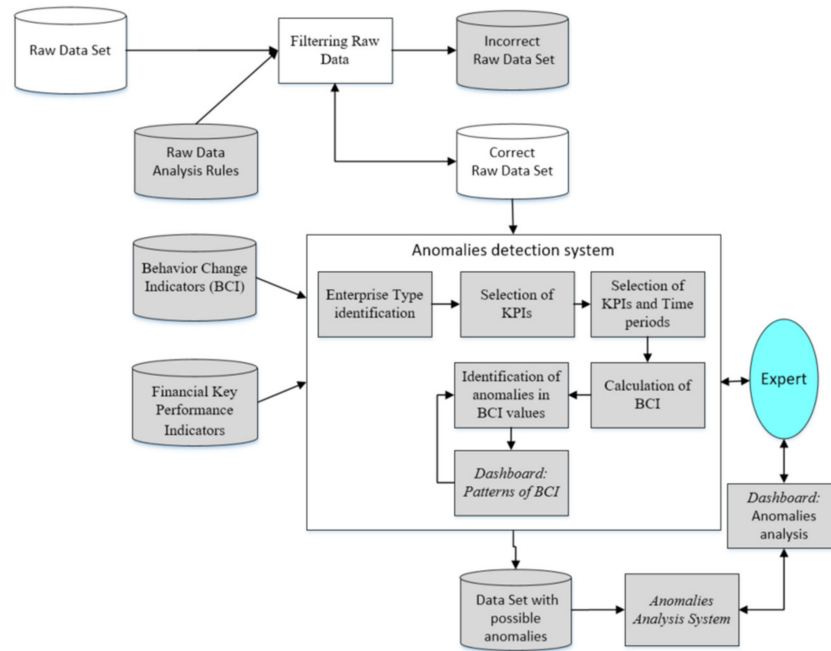 Raw Data Set
Filterring Raw
Data
Incorrect
Raw Data Set
Raw Data
Analysis Rules
Correct
Raw Data Set
Anomalies detection system
Behavior Change
Indicators (BCI)
Enterprise Type
identification
Selection of
KPIs
Selection of
KPIs and Time
periods
Financial Key
Performance
Indicators
Identification of
anomalies in
BCI values
Calculation of
BCI
Expert
Dashboard:
Patterns of BCI
Dashboard:
Anomalies
analysis
Data Set with
possible
anomalies
Anomalies
Analysis System